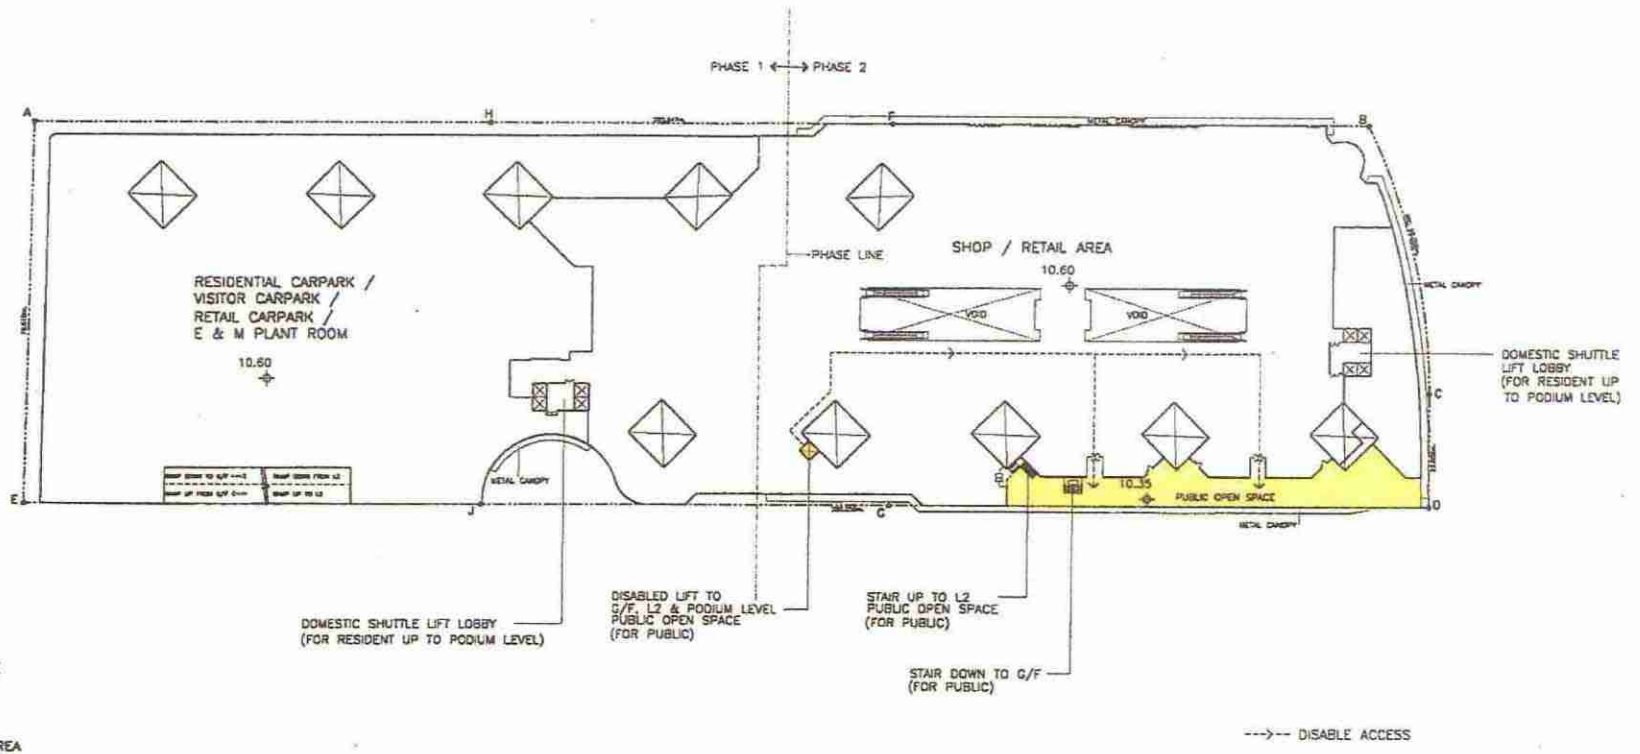 PHASE 1 PHASE 2
A
H
F
METAL CANOPY
B
SHOP / RETAIL AREA
PHASE LINE
10.60
RESIDENTIAL CARPARK /
VISITOR CARPARK /
RETAIL CARPARK /
E & M PLANT ROOM
10.60
VOID
VOID
METAL CANOPY
DOMESTIC SHUTTLE
LIFT LOBBY
(FOR RESIDENT UP
TO PODIUM LEVEL)
C
METAL CANOPY
10.35
PUBLIC OPEN SPACE
E
J
G
D
METAL CANOPY
DISABLED LIFT TO
G/F, L2 & PODIUM LEVEL
PUBLIC OPEN SPACE
(FOR PUBLIC)
STAIR UP TO L2
PUBLIC OPEN SPACE
(FOR PUBLIC)
DOMESTIC SHUTTLE LIFT LOBBY
(FOR RESIDENT UP TO PODIUM LEVEL)
STAIR DOWN TO G/F
(FOR PUBLIC)
DISABLE ACCESS
REA